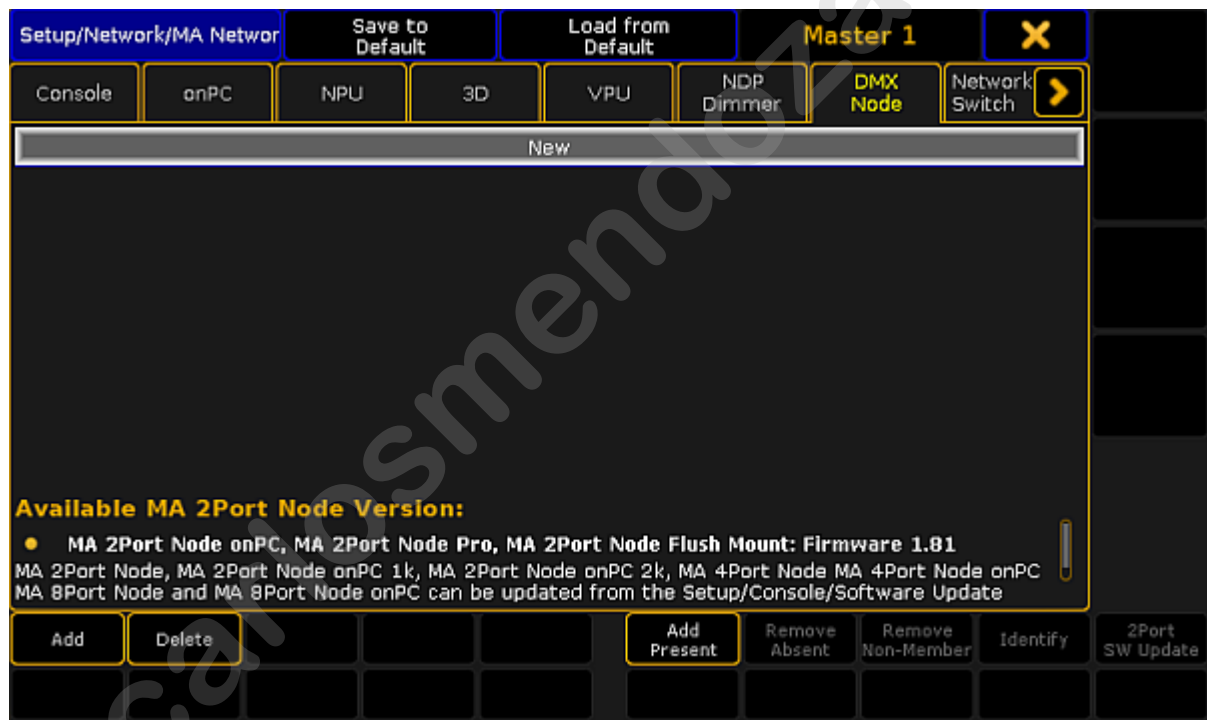 Setup/Network/MA Networ
Save to
Default
Load from
Default
Master 1
Console
onPC
NPU
3D
VPU
NDP
Dimmer
DMX
Node
Network
Switch
New
Available MA 2Port Node Version:
MA 2Port Node onPC, MA 2Port Node Pro, MA 2Port Node Flush Mount: Firmware 1.81
MA 2Port Node, MA 2Port Node onPC 1k, MA 2Port Node onPC 2k, MA 4Port Node MA 4Port Node onPC
MA 8Port Node and MA 8Port Node onPC can be updated from the Setup/Console/Software Update
Add
Delete
Add
Present
Remove
Absent
Remove
Non-Member
Identify
2Port
SW Update
carlosmendoza